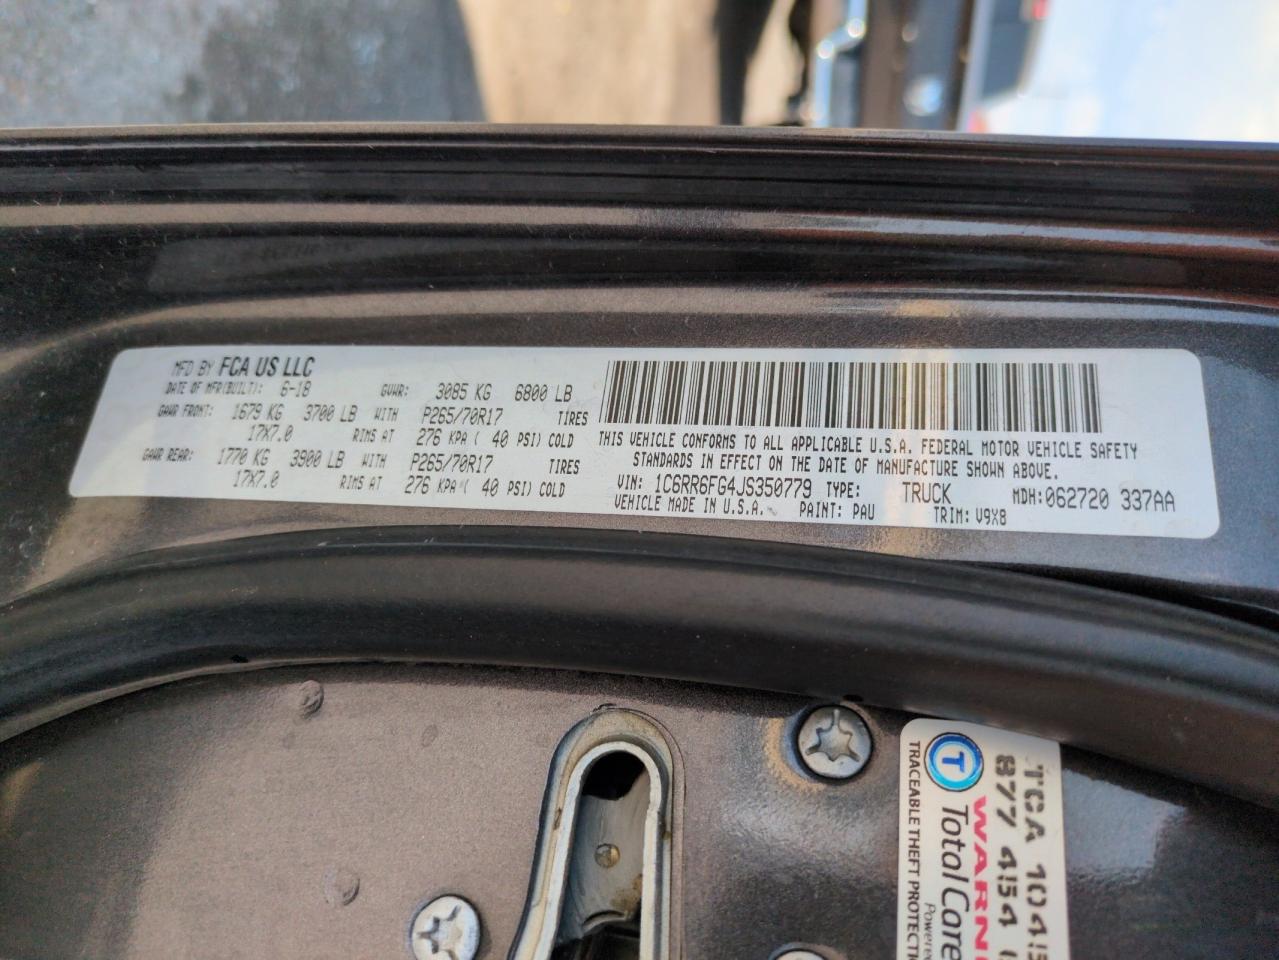 MFD BY FCA US LLC
DATE OF MFR(BUILT): 6-18 GVWR: 3085 KG 6800 LB
GAWR FRONT: 1679 KG 3700 LB WITH P265/70R17 TIRES
17X7.0 RIMS AT 276 KPA( 40 PSI) COLD
GAWR REAR: 1770 KG 3900 LB WITH P265/70R17 TIRES
17X7.0 RIMS AT 276 KPA( 40 PSI) COLD
THIS VEHICLE CONFORMS TO ALL APPLICABLE U.S.A. FEDERAL MOTOR VEHICLE SAFETY
STANDARDS IN EFFECT ON THE DATE OF MANUFACTURE SHOWN ABOVE.
VIN: 1C6RR6FG4JS350779 TYPE: TRUCK MDH:062720 337AA
VEHICLE MADE IN U.S.A. PAINT: PAU TRIM: V9X8
TCA 1045
877 454
WARN
T Total Care
Powered
TRACEABLE THEFT PROTECTI